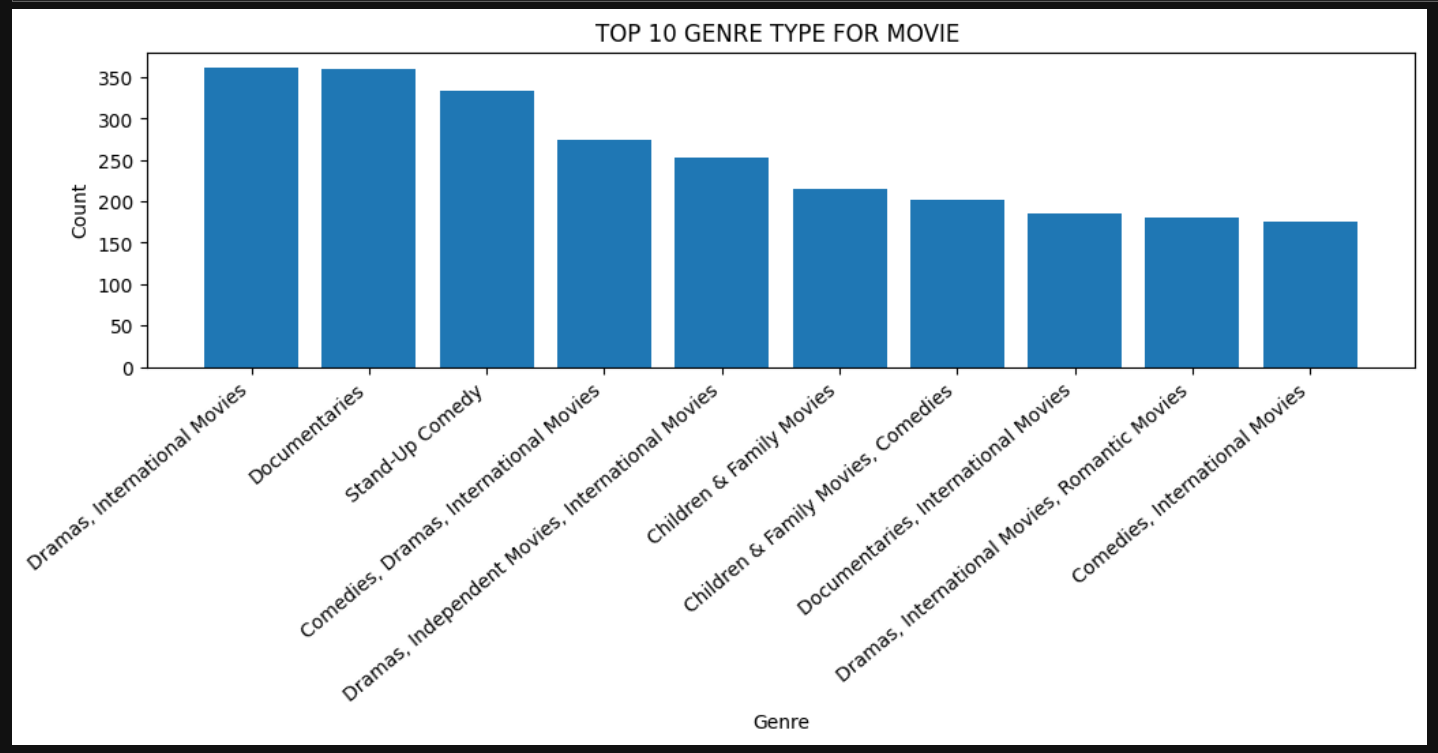 TOP 10 GENRE TYPE FOR MOVIE
Count
350
300
250
200
150
100
50
0
Dramas, International Movies
Documentaries
Stand-Up Comedy
Comedies, Dramas, International Movies
Dramas, Independent Movies, International Movies
Children & Family Movies
Children & Family Movies, Comedies
Documentaries, International Movies
Dramas, International Movies, Romantic Movies
Comedies, International Movies
Genre